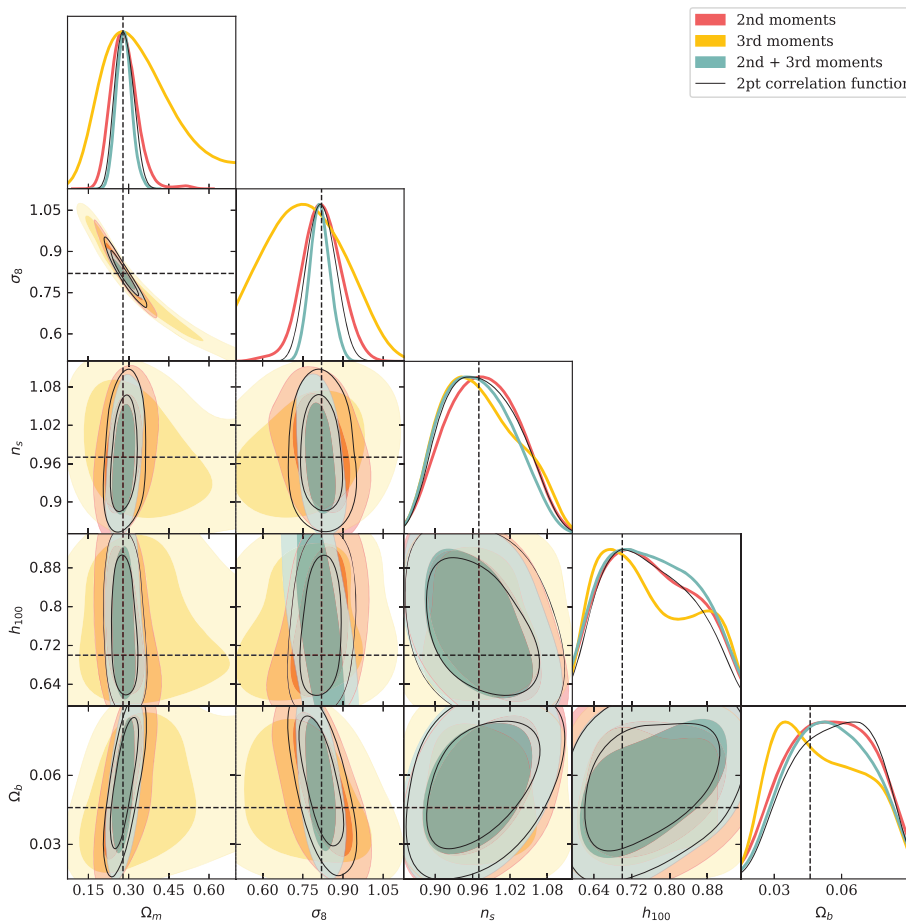 2nd moments
3rd moments
2nd + 3rd moments
2pt correlation function
1.05
0.9
0.75
0.6
σ8
1.08
1.02
0.96
0.9
ns
0.88
0.8
0.72
0.64
h100
0.06
0.03
Ωb
0.15 0.30 0.45 0.60 0.60 0.75 0.90 1.05 0.90 0.96 1.02 1.08 0.64 0.72 0.80 0.88 0.03 0.06
Ωm σ8 ns h100 Ωb